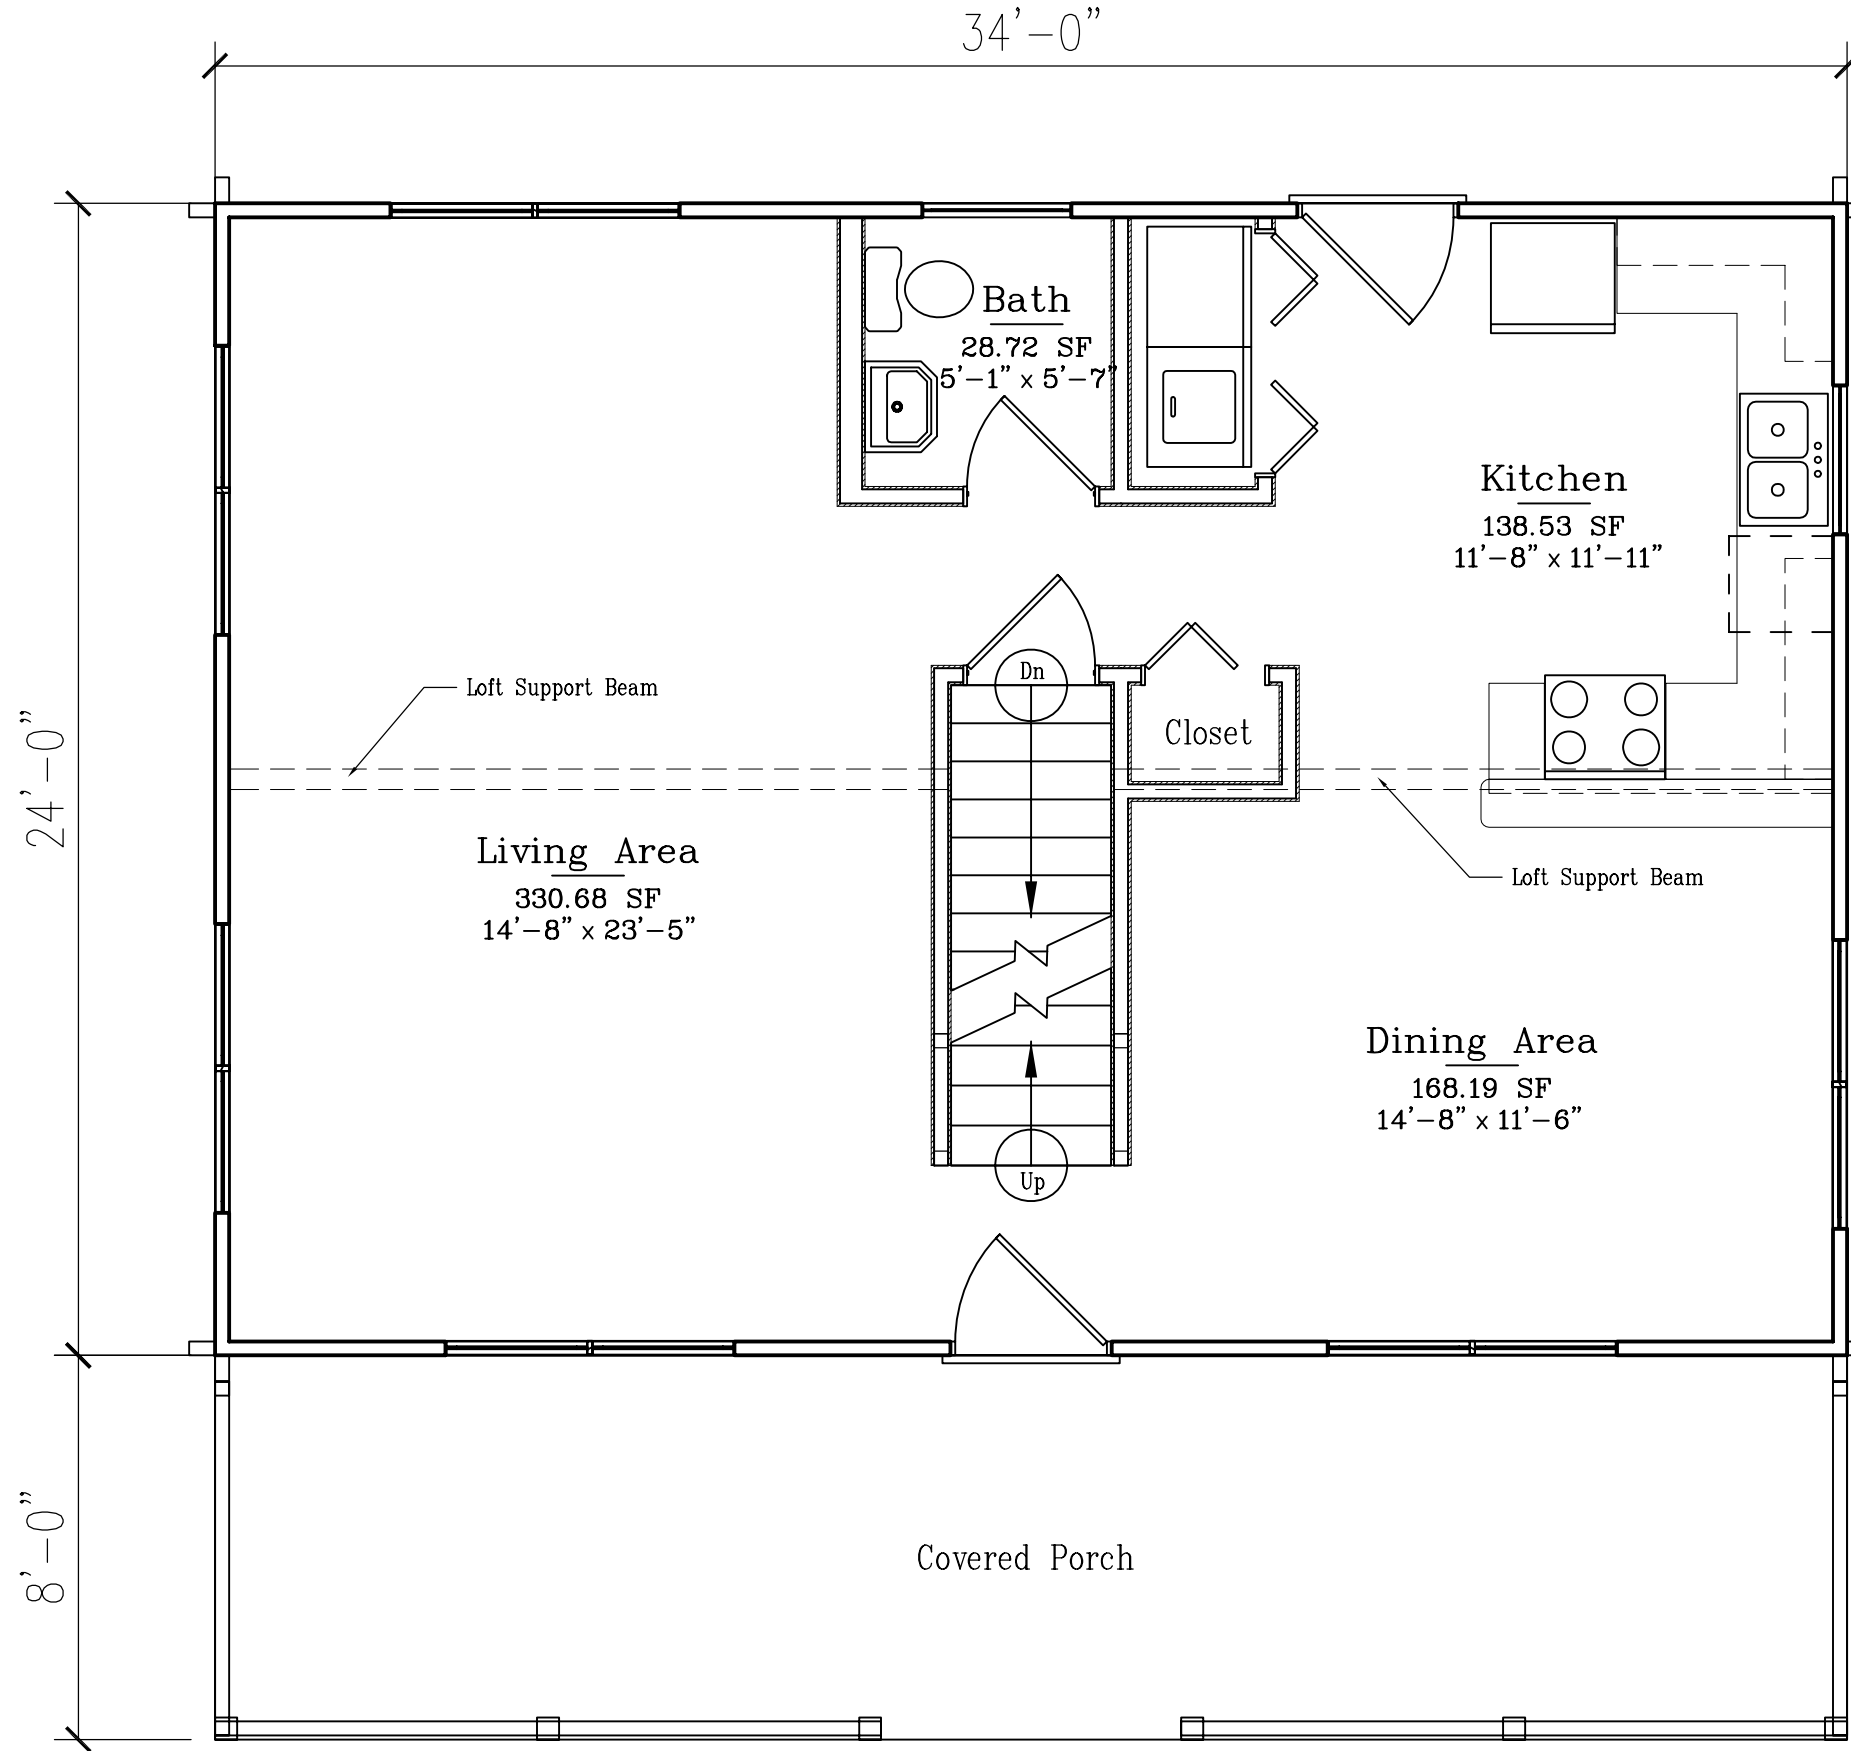 34'-0"
Bath
28.72 SF
5'-1" x 5'-7"
Kitchen
138.53 SF
11'-8" x 11'-11"
Dn
Loft Support Beam
Closet
24'-0"
Living Area
330.68 SF
14'-8" x 23'-5"
Loft Support Beam
Dining Area
168.19 SF
14'-8" x 11'-6"
Up
8'-0"
Covered Porch